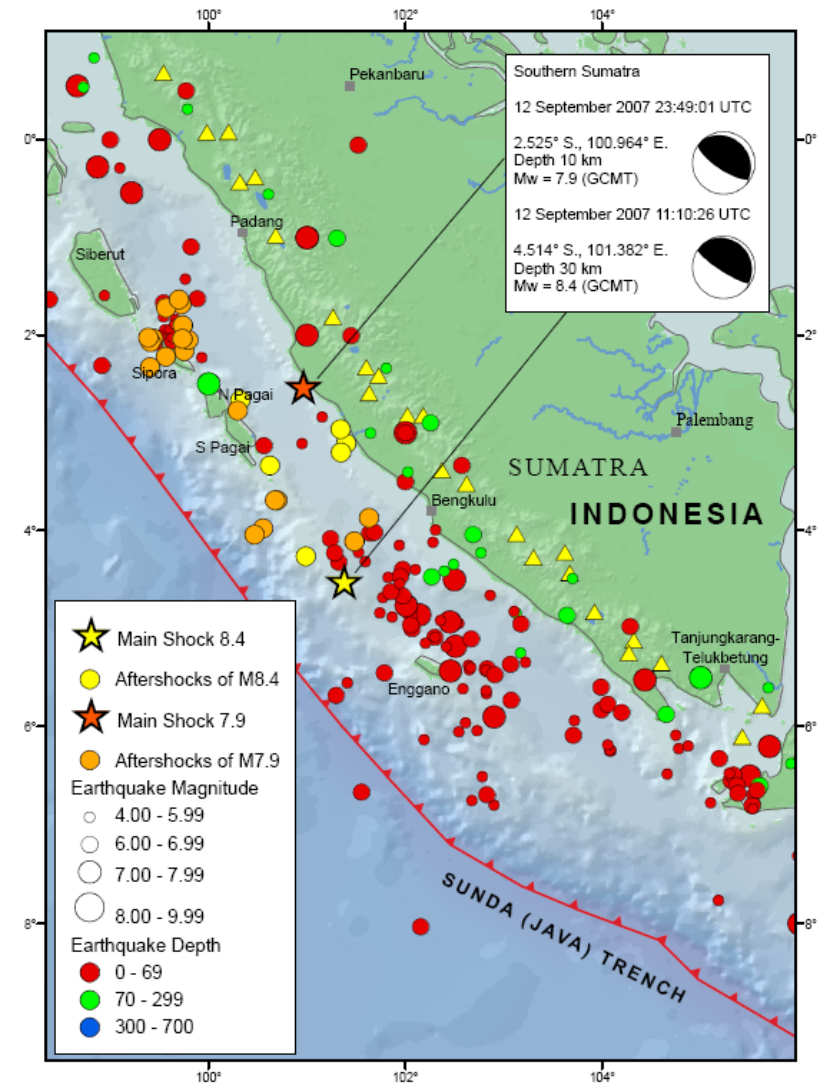 100°
102°
104°
Pekanbaru
Southern Sumatra
12 September 2007 23:49:01 UTC
2.525° S., 100.964° E.
Depth 10 km
Mw = 7.9 (GCMT)
12 September 2007 11:10:26 UTC
4.514° S., 101.382° E.
Depth 30 km
Mw = 8.4 (GCMT)
0°
0°
Padang
Siberut
2°
2°
Sipora
N Pagai
S Pagai
Palembang
SUMATRA
Bengkulu
INDONESIA
4°
4°
Tanjungkarang-
Telukbetung
Enggano
6°
6°
8°
8°
SUNDA (JAVA) TRENCH
Main Shock 8.4
Aftershocks of M8.4
Main Shock 7.9
Aftershocks of M7.9
Earthquake Magnitude
4.00 - 5.99
6.00 - 6.99
7.00 - 7.99
8.00 - 9.99
Earthquake Depth
0 - 69
70 - 299
300 - 700
100°
102°
104°